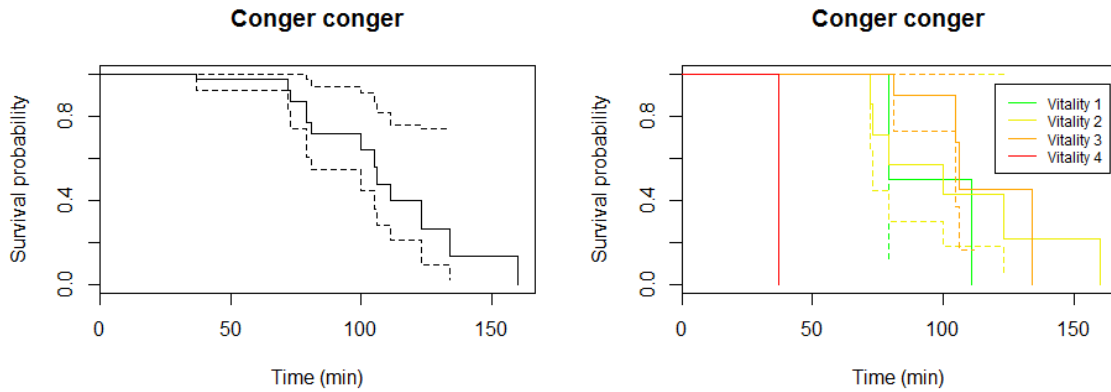 Conger conger
Survival probability
0.8
0.4
0.0
0 50 100 150
Time (min)
Conger conger
Survival probability
0.8
0.4
0.0
Vitality 1
Vitality 2
Vitality 3
Vitality 4
0 50 100 150
Time (min)